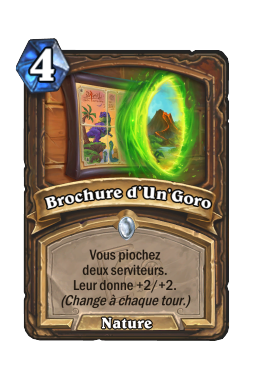 4
Brochure d'Un'Goro
Vous piochez
deux serviteurs.
Leur donne +2/+2.
(Change à chaque tour.)
Nature